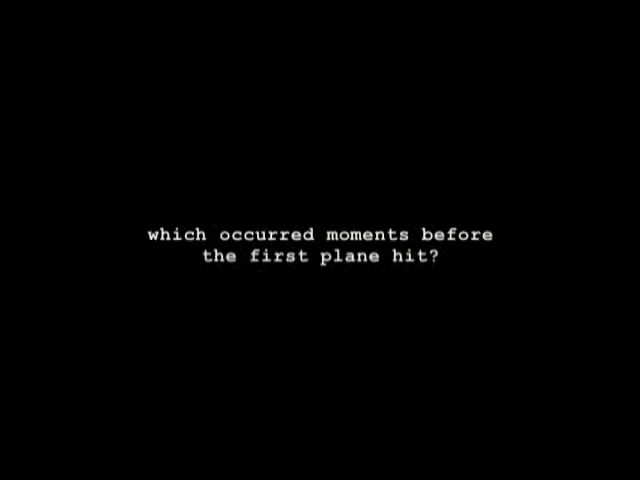 which occurred moments before
the first plane hit?